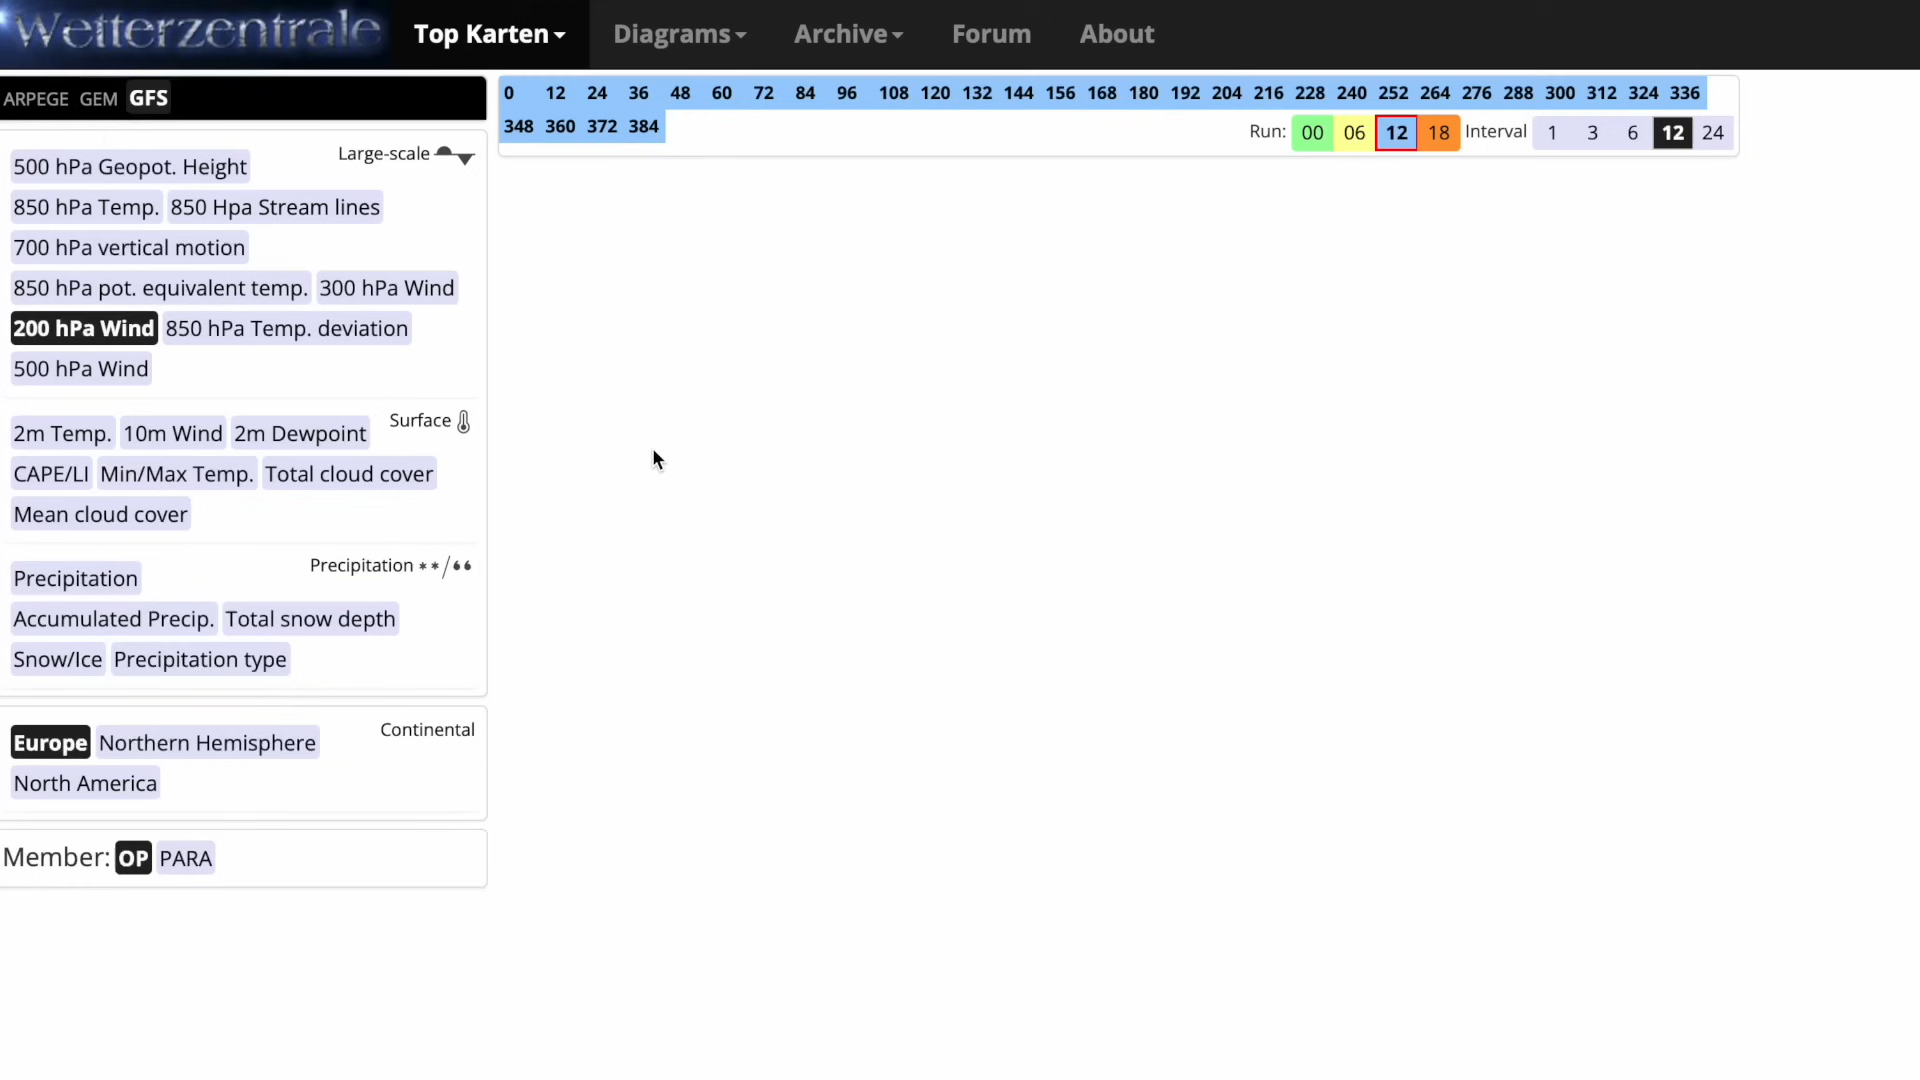 Wetterzentrale Top Karten Diagrams Archive Forum About
ARPEGE GEM GFS
0 12 24 36 48 60 72 84 96 108 120 132 144 156 168 180 192 204 216 228 240 252 264 276 288 300 312 324 336
348 360 372 384
Run: 00 06 12 18 Interval 1 3 6 12 24
Large-scale
500 hPa Geopot. Height
850 hPa Temp. 850 Hpa Stream lines
700 hPa vertical motion
850 hPa pot. equivalent temp. 300 hPa Wind
200 hPa Wind 850 hPa Temp. deviation
500 hPa Wind
Surface
2m Temp. 10m Wind 2m Dewpoint
CAPE/LI Min/Max Temp. Total cloud cover
Mean cloud cover
Precipitation
Precipitation
Accumulated Precip. Total snow depth
Snow/Ice Precipitation type
Continental
Europe Northern Hemisphere
North America
Member: OP PARA